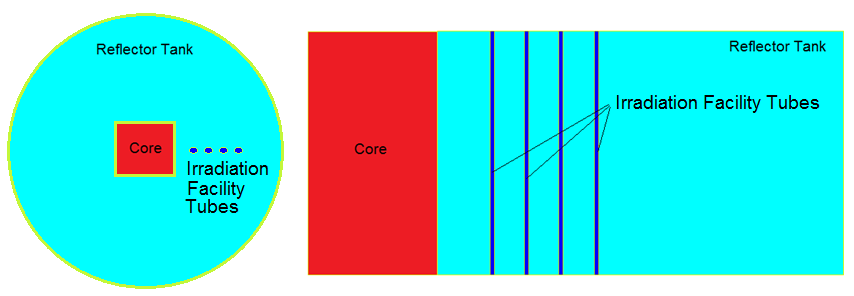 Reflector Tank
Core
Irradiation
Facility
Tubes
Reflector Tank
Irradiation Facility Tubes
Core